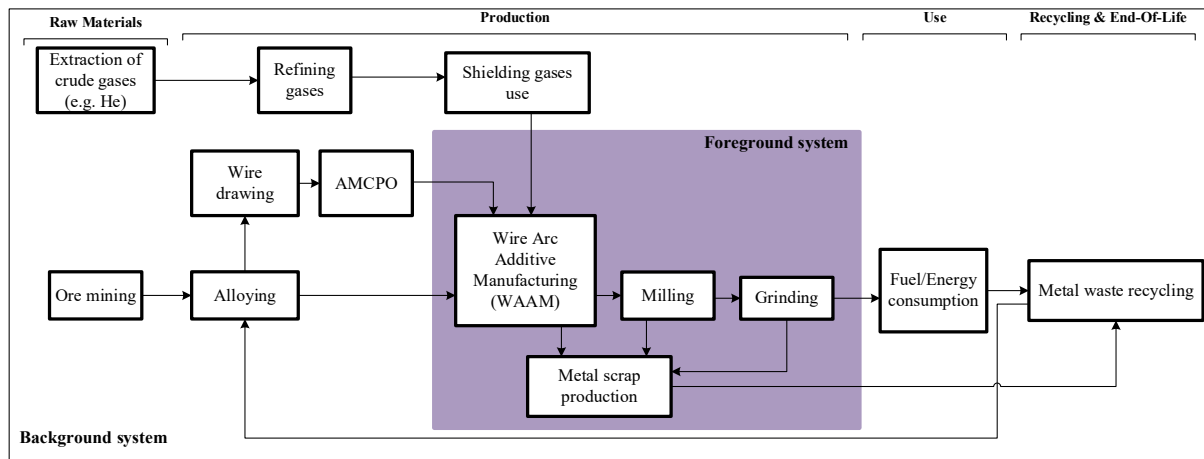 Raw Materials
Production
Use
Recycling & End-Of-Life
Extraction of
crude gases
(e.g. He)
Refining
gases
Shielding gases
use
Foreground system
Wire
drawing
AMCPO
Wire Arc
Additive
Manufacturing
(WAAM)
Ore mining
Alloying
Milling
Grinding
Fuel/Energy
consumption
Metal waste recycling
Metal scrap
production
Background system